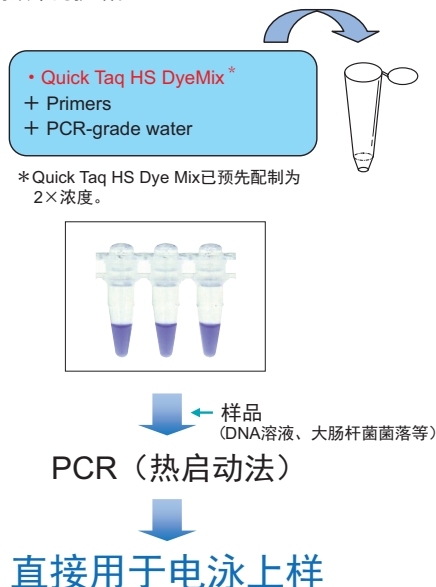 ・Quick Taq HS DyeMix*
＋ Primers
＋ PCR-grade water
＊Quick Taq HS Dye Mix已预先配制为
2×浓度。
样品
(DNA溶液、大肠杆菌菌落等)
PCR（热启动法）
直接用于电泳上样